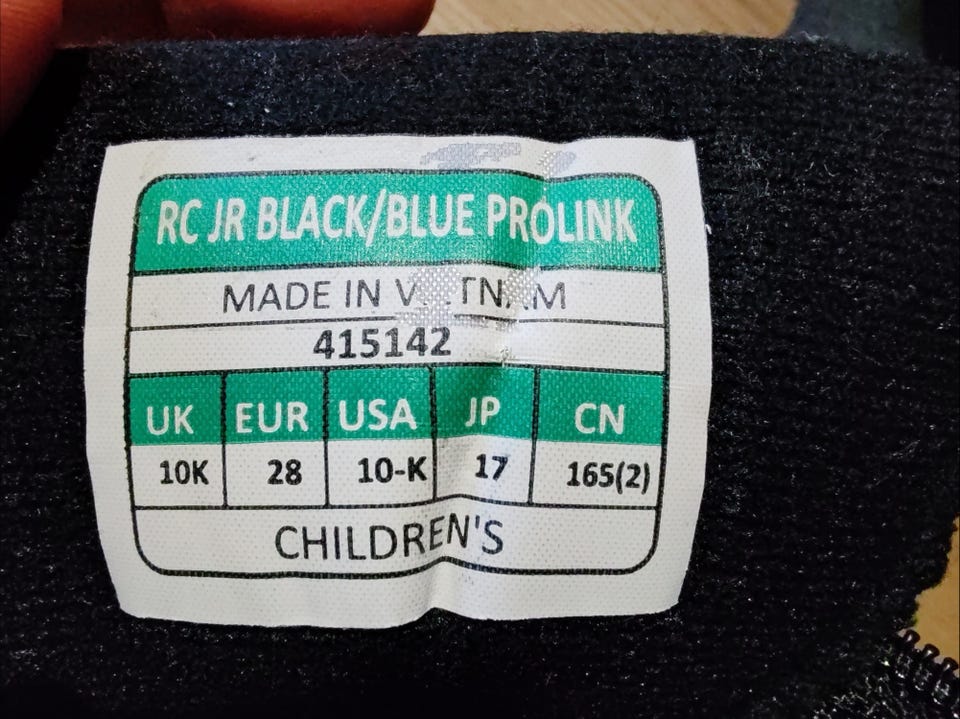 RC JR BLACK/BLUE PROLINK
MADE IN
415142
UK EUR USA JP CN
10K 28 10-K 17 165(2)
CHILDREN'S